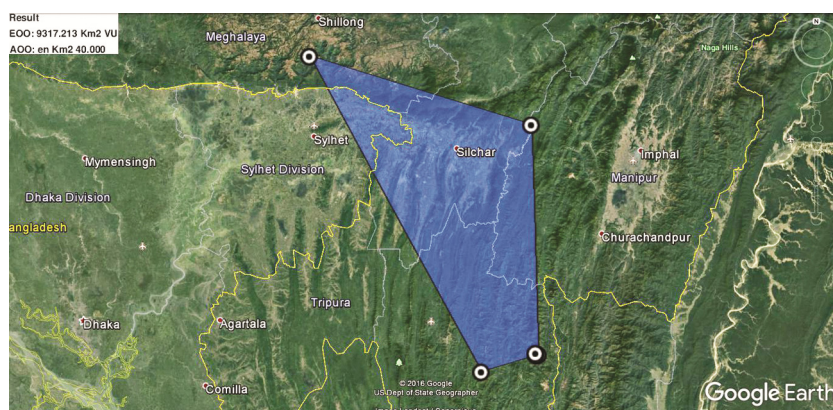 Result
EOO: 9317.213 Km2 VU
AOO: en Km2 40.000
Shillong
Meghalaya
N
Naga Hills
Sylhet
Silchar
Imphal
Mymensingh
Sylhet Division
Manipur
Dhaka Division
angladesh
Churachandpur
Tripura
Dhaka
Agartala
Comilla
© 2016 Google
US Dept of State Geographer
Google Earth